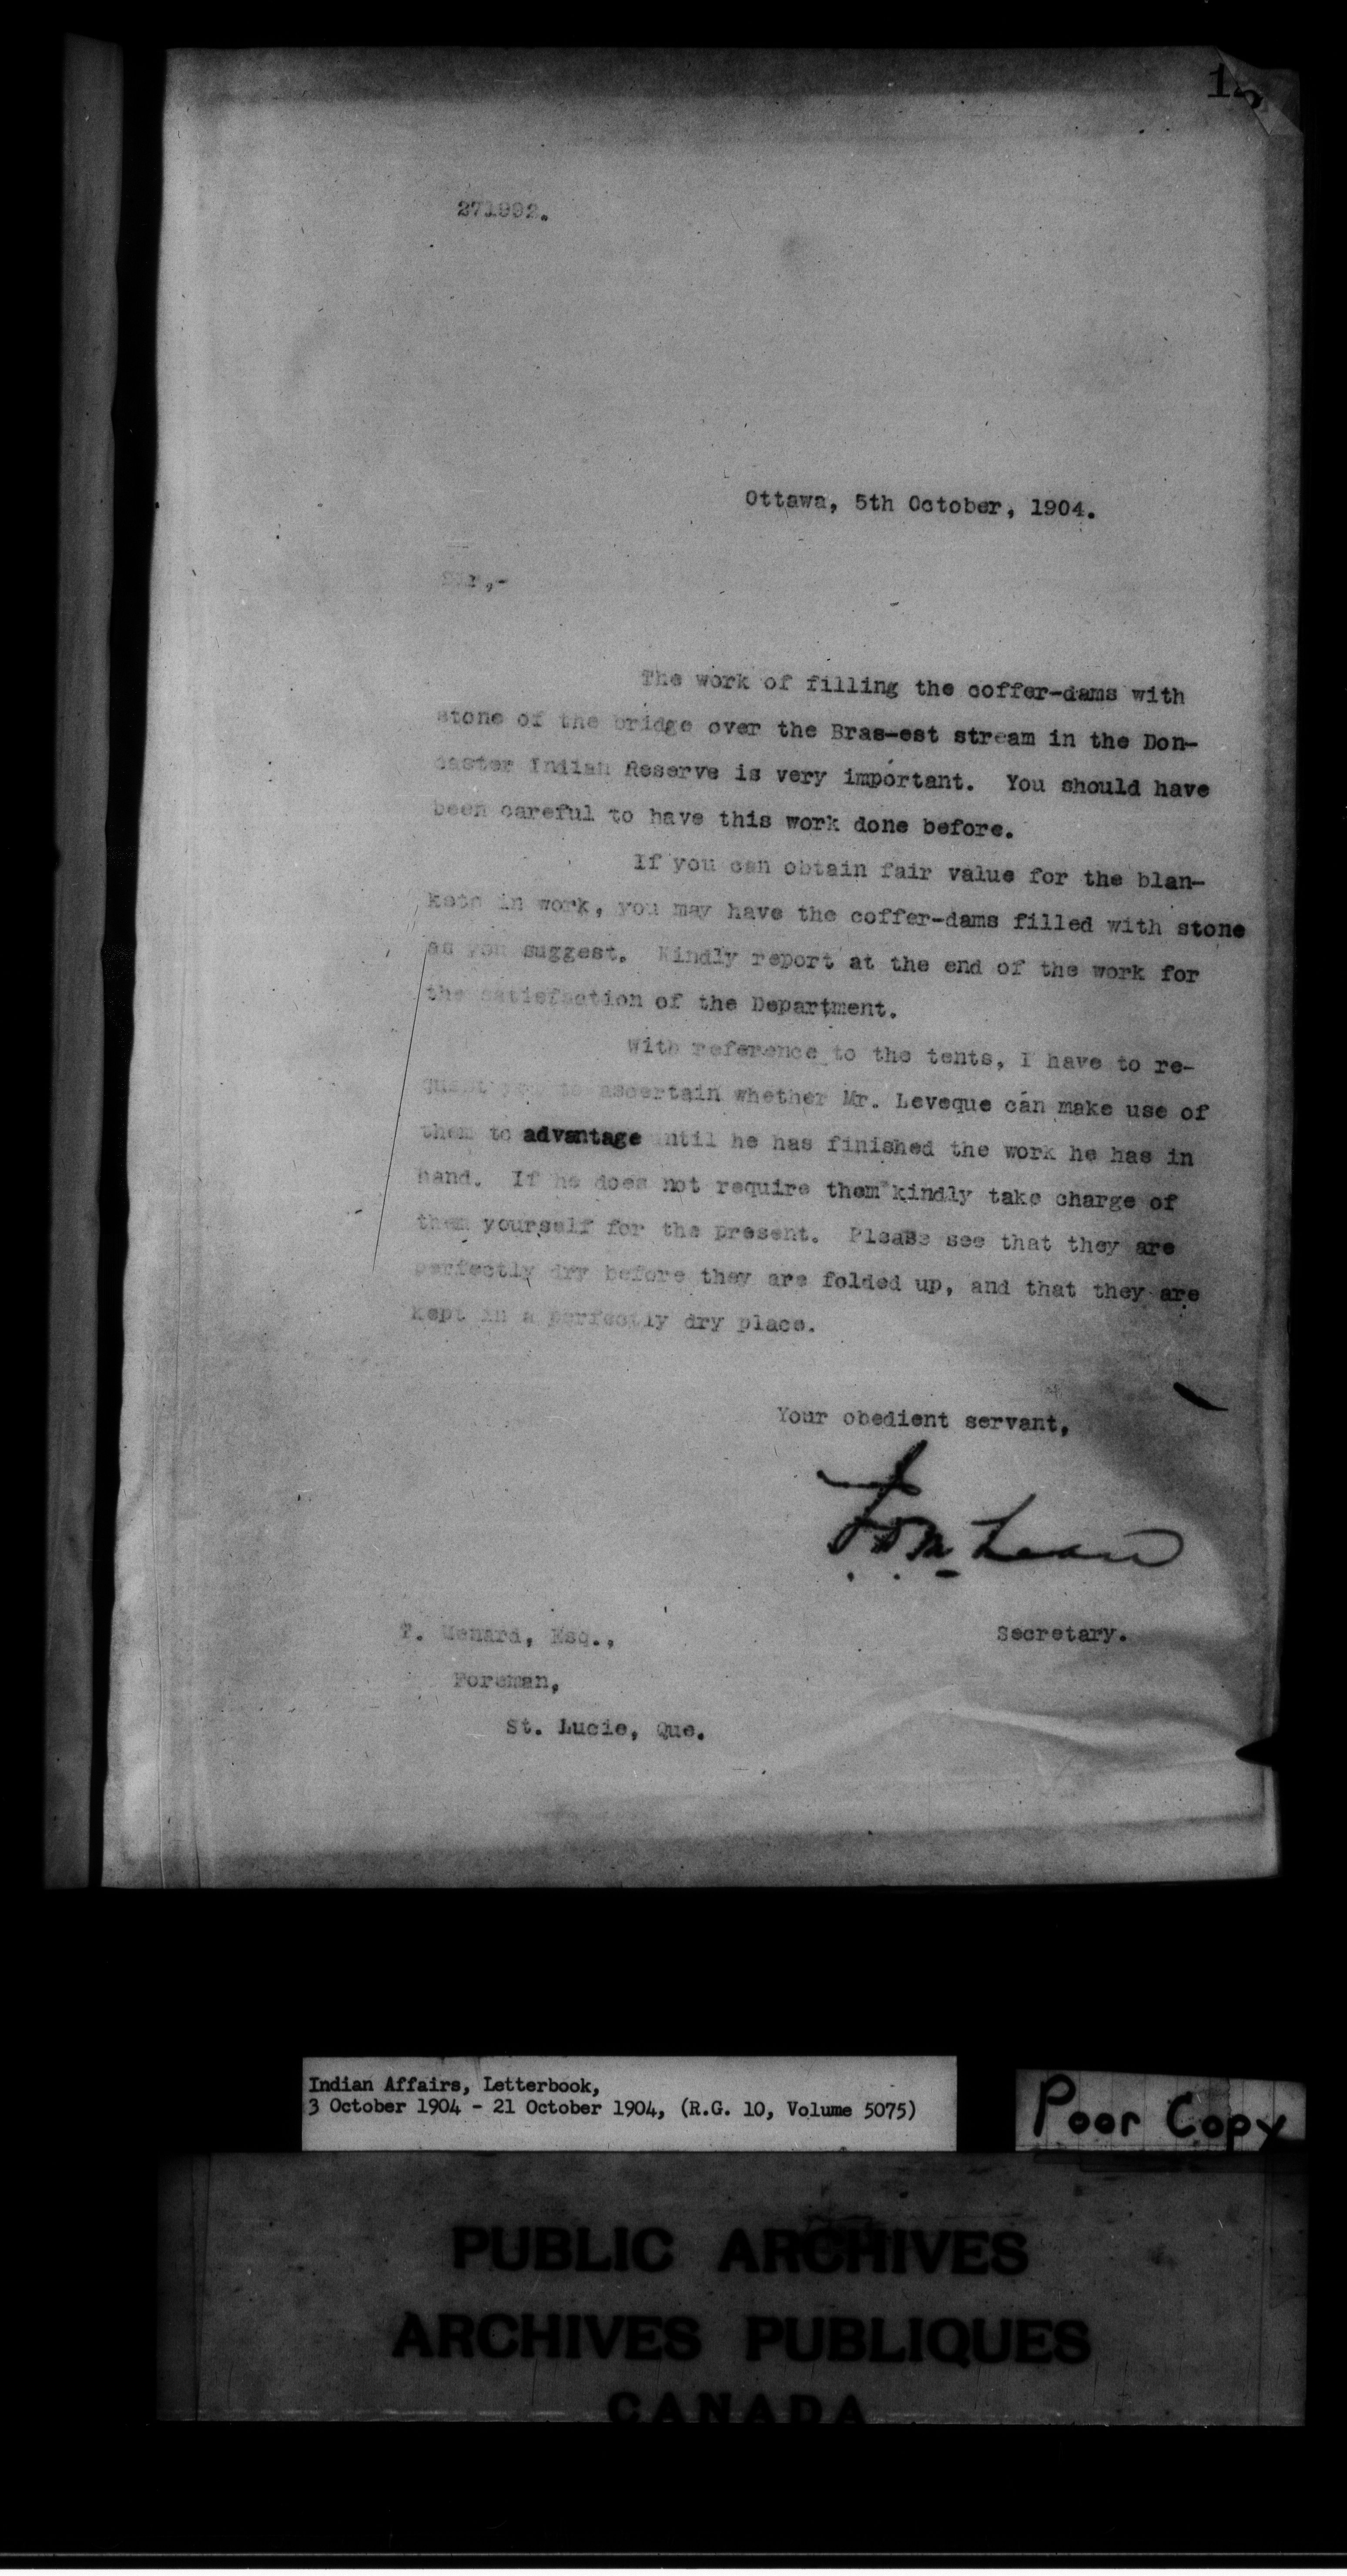 271992.
Ottawa, 5th October, 1904.
Sir,-
The work of filling the coffer-dams with
stone of the bridge over the Bras-est stream in the Don-
caster Indian Reserve is very important. You should have
been careful to have this work done before.
If you can obtain fair value for the blan-
kets in work, you may have the coffer-dams filled with stone
as you suggest. Kindly report at the end of the work for
the satisfaction of the Department.
With reference to the tents, I have to re-
quest you to ascertain whether Mr. Leveque can make use of
them to advantage until he has finished the work he has in
hand. If he does not require them kindly take charge of
them yourself for the present. Please see that they are
perfectly dry before they are folded up, and that they are
kept in a perfectly dry place.
Your obedient servant,
J.D. McLean
Secretary.
Menard, Esq.,
Foreman,
St. Lucie, Que.
Indian Affairs, Letterbook,
3 October 1904 - 21 October 1904, (R.G. 10, Volume 5075)
Poor Copy
PUBLIC ARCHIVES
ARCHIVES PUBLIQUES
CANADA